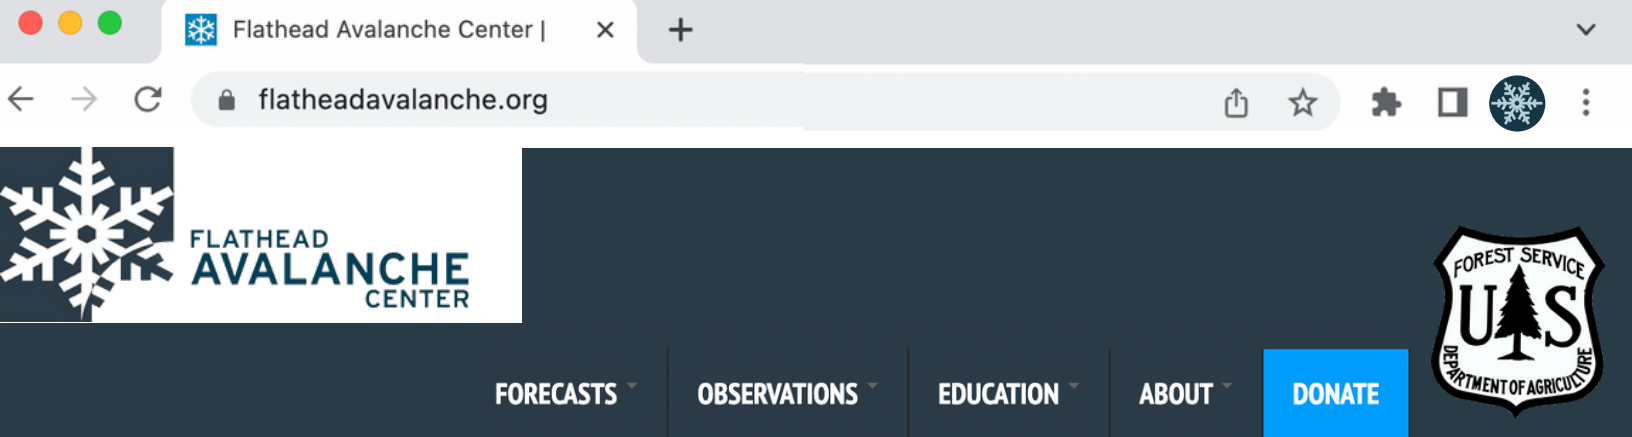 Flathead Avalanche Center |
flatheadavalanche.org
FLATHEAD
AVALANCHE
CENTER
FOREST SERVICE
U S
DEPARTMENT OF AGRICULTURE
FORECASTS
OBSERVATIONS
EDUCATION
ABOUT
DONATE